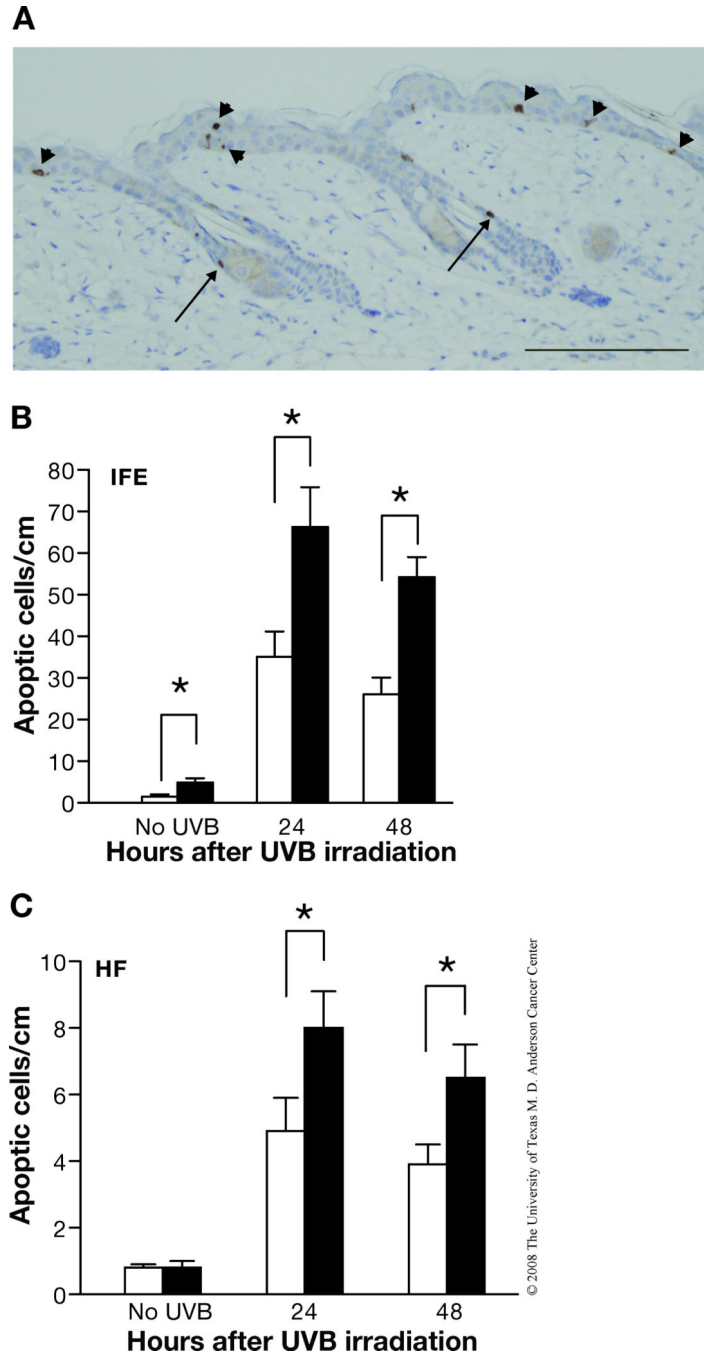 A
B
IFE
Apoptic cells/cm
80
70
60
50
40
30
20
10
0
*
*
*
No UVB
24
48
Hours after UVB irradiation
C
HF
Apoptic cells/cm
10
8
6
4
2
0
*
*
No UVB
24
48
Hours after UVB irradiation
© 2008 The University of Texas M. D. Anderson Cancer Center